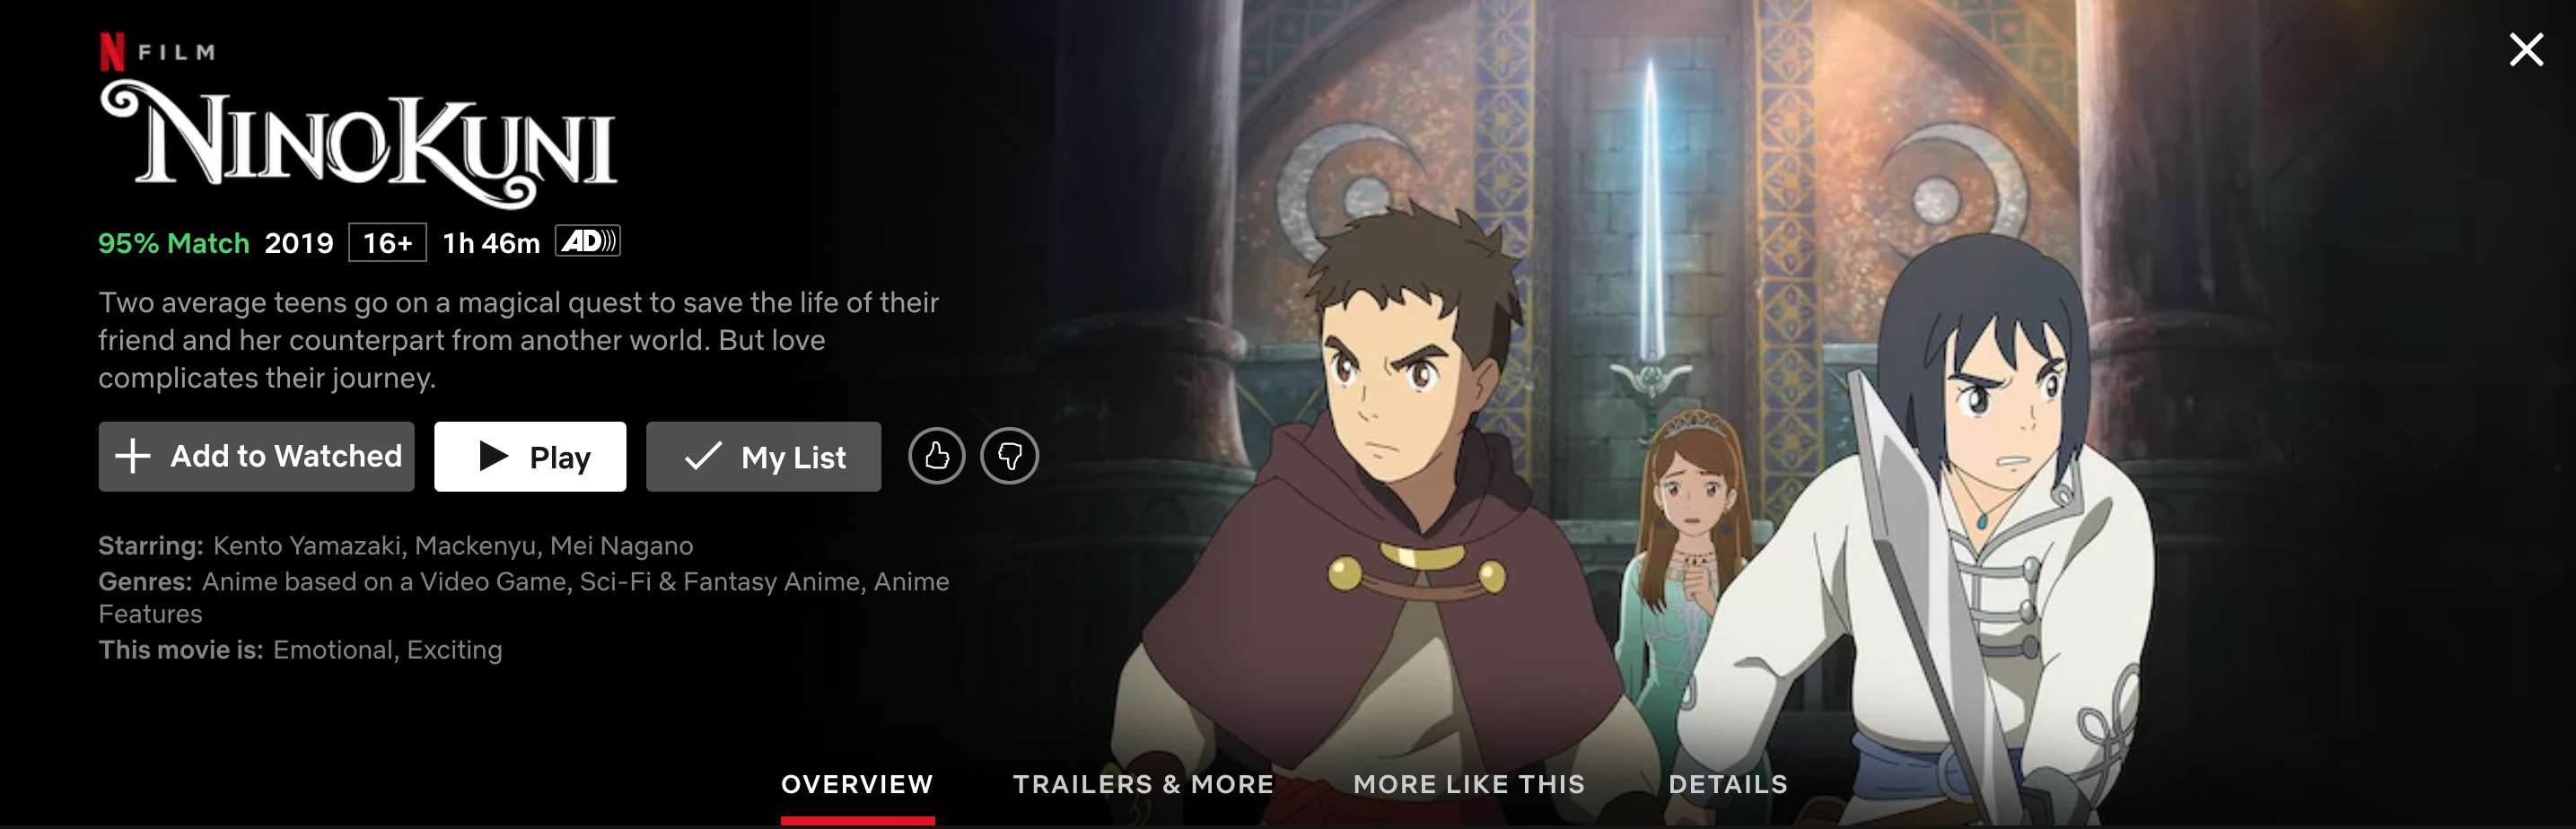 N FILM
NINOKUNI
95% Match 2019 16+ 1h 46m AD)))
Two average teens go on a magical quest to save the life of their
friend and her counterpart from another world. But love
complicates their journey.
Add to Watched Play My List
Starring: Kento Yamazaki, Mackenyu, Mei Nagano
Genres: Anime based on a Video Game, Sci-Fi & Fantasy Anime, Anime
Features
This movie is: Emotional, Exciting
OVERVIEW TRAILERS & MORE MORE LIKE THIS DETAILS